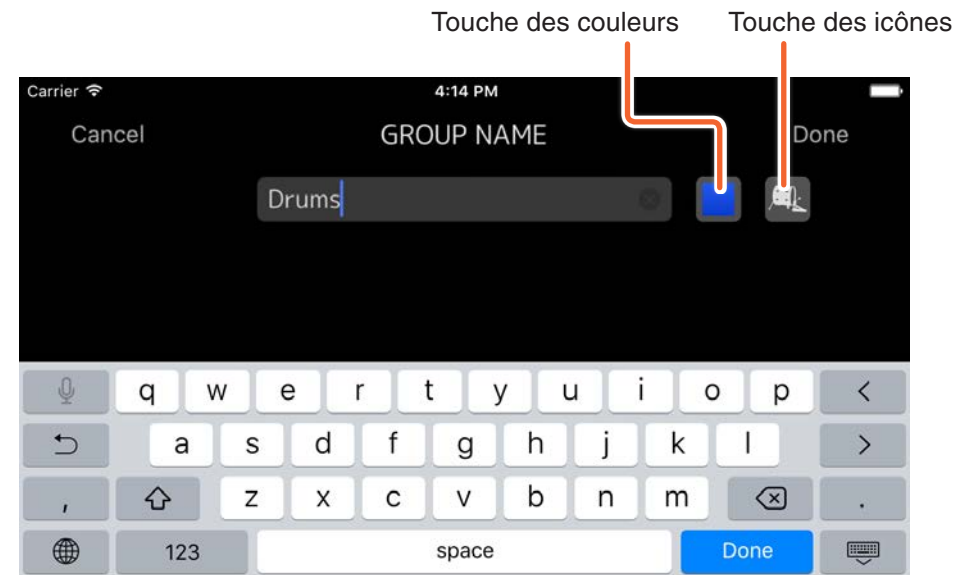 Touche des couleurs Touche des icônes
Carrier 4:14 PM
Cancel GROUP NAME Done
Drums
q w e r t y u i o p <
a s d f g h j k l >
, z x c v b n m .
123 space Done